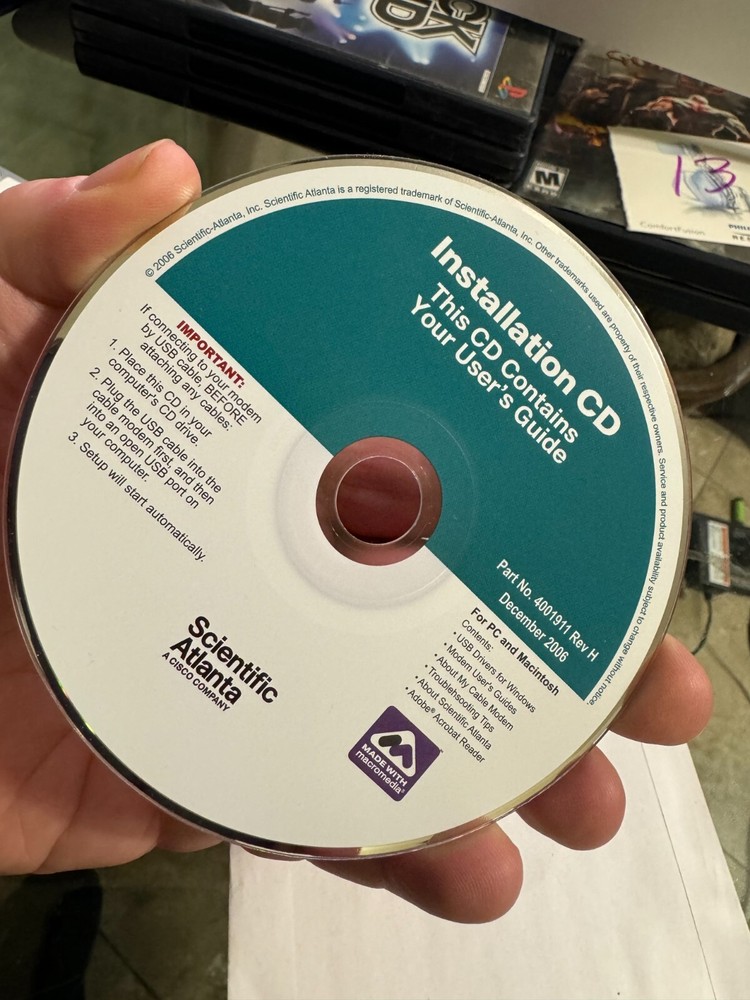 CK
ND
M
13
ComfortFusion
PHILIPS
© 2006 Scientific-Atlanta, Inc. Scientific Atlanta is a registered trademark of Scientific-Atlanta, Inc. Other trademarks used are property of their respective owners. Service and product availability subject to change without notice
Installation CD
This CD Contains
Your User's Guide
IMPORTANT:
If connecting to your modem
by USB cable, BEFORE
attaching any cables:
1. Place this CD in your
computer's CD drive.
2. Plug the USB cable into the
cable modem first, and then
into an open USB port on
your computer.
3. Setup will start automatically.
Part No. 4001911 Rev H
December 2006
For PC and Macintosh
Contents:
• USB Drivers for Windows
• Modem User's Guides
• About My Cable Modem
• Troublehsooting Tips
• About Scientific Atlanta
• Adobe® Acrobat Reader
Scientific
Atlanta
A CISCO COMPANY
MADE WITH
macromedia®